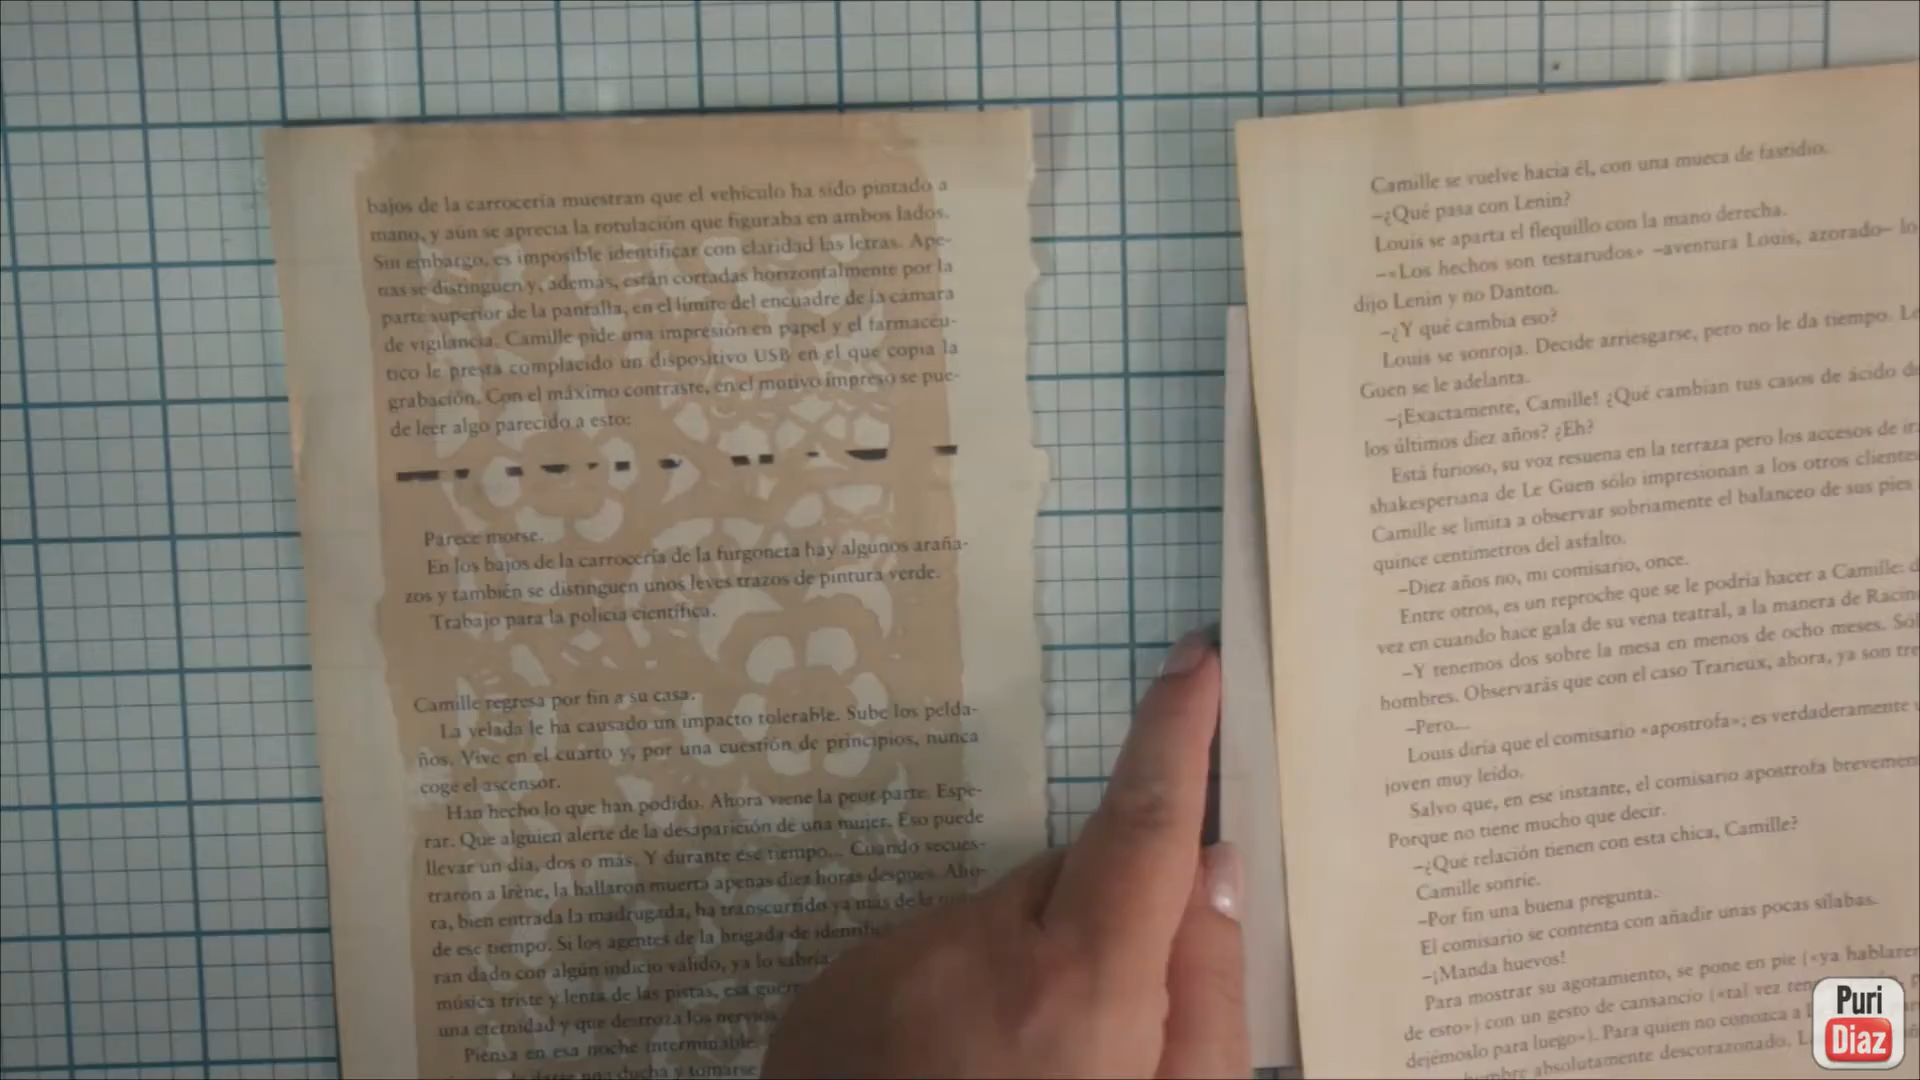 bajos de la carrocería muestran que el vehículo ha sido pintado a
mano, y aún se aprecia la rotulación que figuraba en ambos lados.
Sin embargo, es imposible identificar con claridad las letras. Ape-
nas se distinguen y, además, están cortadas horizontalmente por la
parte superior de la pantalla, en el límite del encuadre de la cámara
de vigilancia. Camille pide una impresión en papel y el farmacéu-
tico le presta complacido un dispositivo USB en el que copia la
grabación. Con el máximo contraste, en el motivo impreso se pue-
de leer algo parecido a esto:
Parece morse.
En los bajos de la carrocería de la furgoneta hay algunos araña-
zos y también se distinguen unos leves trazos de pintura verde.
Trabajo para la policía científica.
Camille regresa por fin a su casa.
La velada le ha causado un impacto tolerable. Sube los pelda-
ños. Vive en el cuarto y, por una cuestión de principios, nunca
coge el ascensor.
Han hecho lo que han podido. Ahora viene la peor parte. Espe-
rar. Que alguien alerte de la desaparición de una mujer. Eso puede
llevar un día, dos o más. Y durante ese tiempo... Cuando secues-
traron a Irène, la hallaron muerta apenas diez horas después. Aho-
ra, bien entrada la madrugada, ha transcurrido ya más de la
de ese tiempo. Si los agentes de la brigada de
ran dado con algún indicio válido, ya lo sabría.
música triste y lenta de las pistas, esa
una eternidad y que destroza los nervios
Piensa en esa noche interminable
una ducha y tomarse
Camille se vuelve hacia él, con una mueca de fastidio.
–¿Qué pasa con Lenin?
Louis se aparta el flequillo con la mano derecha.
–«Los hechos son testarudos» –aventura Louis, azorado– lo
dijo Lenin y no Danton.
–¿Y qué cambia eso?
Louis se sonroja. Decide arriesgarse, pero no le da tiempo. Le
Guen se le adelanta.
–¡Exactamente, Camille! ¿Qué cambian tus casos de ácido de
los últimos diez años? ¿Eh?
Está furioso, su voz resuena en la terraza pero los accesos de
shakesperiana de Le Guen sólo impresionan a los otros
Camille se limita a observar sobriamente el balanceo de sus pies
quince centímetros del asfalto.
–Diez años no, mi comisario, once.
Entre otros, es un reproche que se le podría hacer a Camille:
vez en cuando hace gala de su vena teatral, a la manera de
–Y tenemos dos sobre la mesa en menos de ocho meses.
hombres. Observarás que con el caso Trarieux, ahora, ya son
–Pero...
Louis diría que el comisario «apostrofa»; es verdaderamente
joven muy leído.
Salvo que, en ese instante, el comisario apostrofa
Porque no tiene mucho que decir.
–¿Qué relación tienen con esta chica, Camille?
Camille sonríe.
–Por fin una buena pregunta.
El comisario se contenta con añadir unas pocas sílabas.
–¡Manda huevos!
Para mostrar su agotamiento, se pone en pie («ya
de esto») con un gesto de cansancio («tal vez
dejémoslo para luego»). Para quien no conozca a
absolutamente descorazonado.
Puri
Diaz